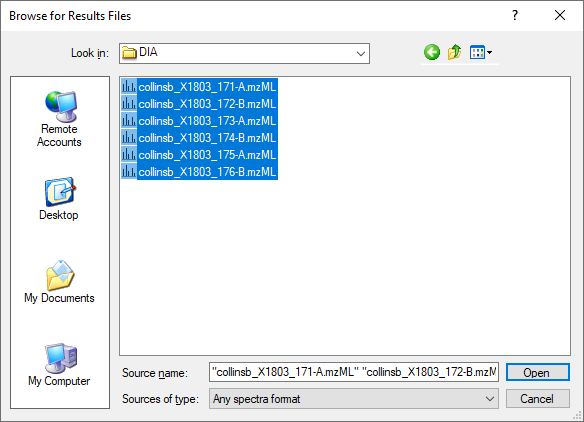 Browse for Results Files
?
Look in:
DIA
collinsb_X1803_171-A.mzML
collinsb_X1803_172-B.mzML
collinsb_X1803_173-A.mzML
collinsb_X1803_174-B.mzML
collinsb_X1803_175-A.mzML
collinsb_X1803_176-B.mzML
Remote
Accounts
Desktop
My Documents
My Computer
Source name:
"collinsb_X1803_171-A.mzML" "collinsb_X1803_172-B.mzM
Open
Sources of type:
Any spectra format
Cancel